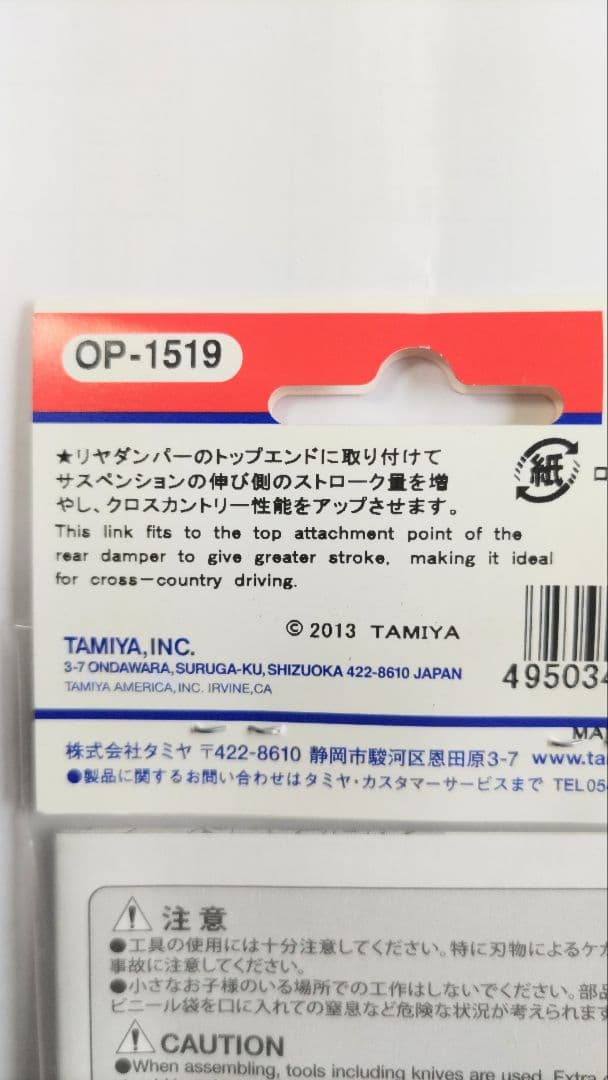 OP-1519
★リヤダンパーのトップエンドに取り付けて
サスペンションの伸び側のストローク量を増
やし、クロスカントリー性能をアップさせます。
This link fits to the top attachment point of the
rear damper to give greater stroke, making it ideal
for cross-country driving.
紙
© 2013 TAMIYA
TAMIYA, INC.
3-7 ONDAWARA, SURUGA-KU, SHIZUOKA 422-8610 JAPAN
TAMIYA AMERICA, INC. IRVINE, CA
495034
MA
株式会社タミヤ 〒422-8610 静岡市駿河区恩田原3-7 www.ta
●製品に関するお問い合わせはタミヤ・カスタマーサービスまで TEL05
注意
●工具の使用には十分注意してください。特に刃物によるケガ
事故に注意してください。
●小さなお子様のいる場所での工作はしないでください。部品
ビニール袋を口に入れての窒息など危険な状況が考えられます
CAUTION
●When assembling, tools including knives are used. Extra